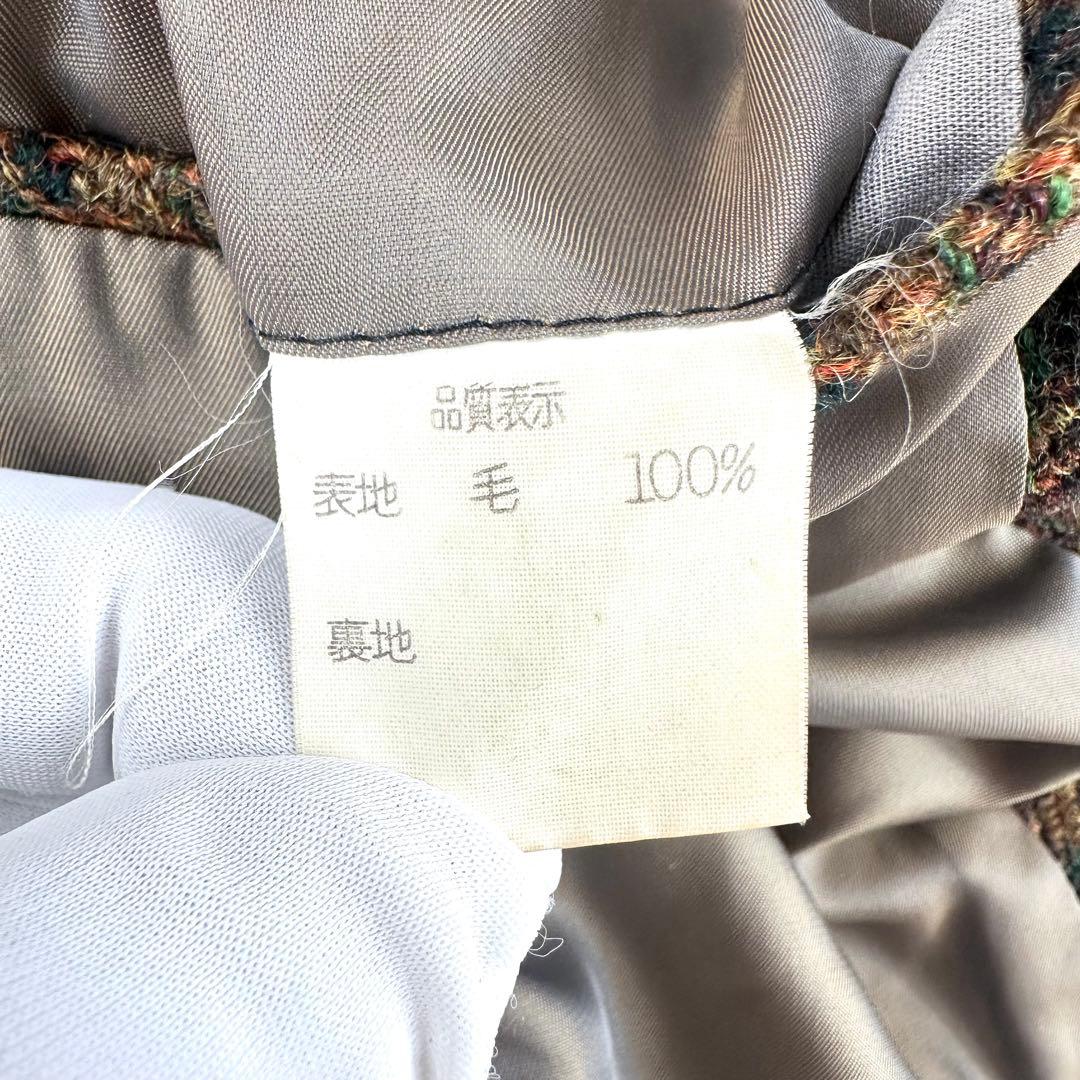 品質表示
表地 毛 100%
裏地